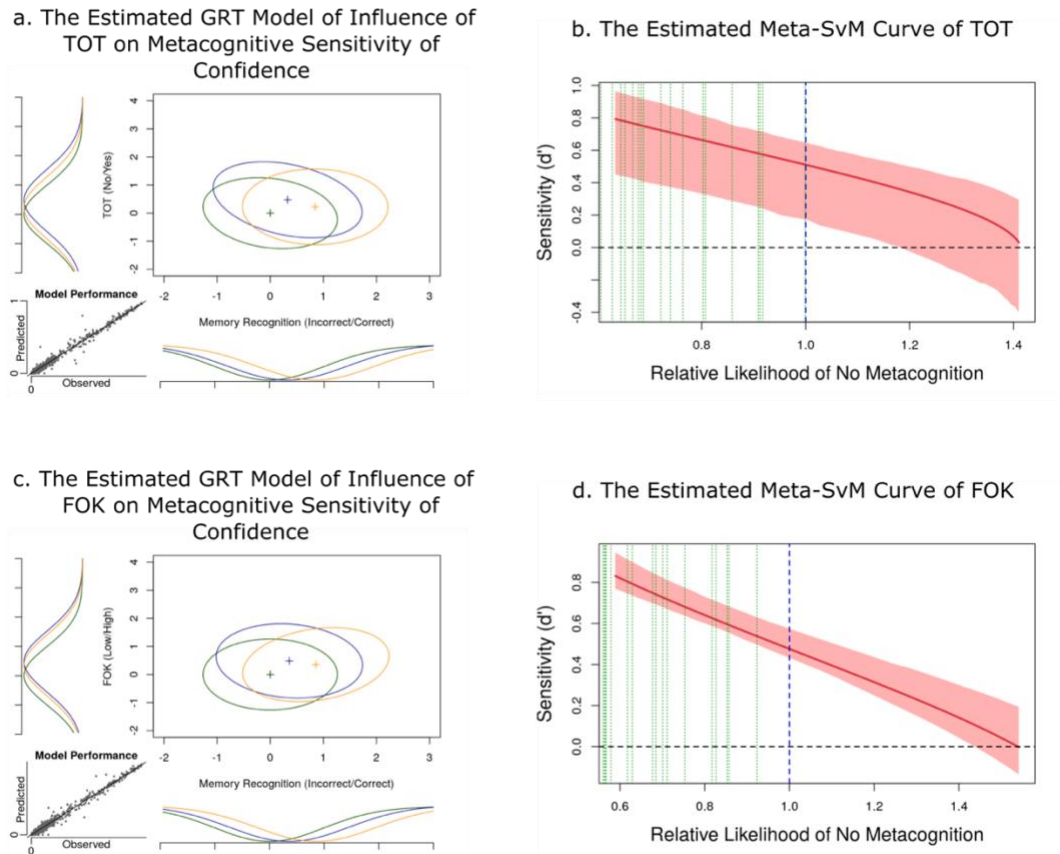 a. The Estimated GRT Model of Influence of
TOT on Metacognitive Sensitivity of
Confidence
TOT (No/Yes)
4
3
2
1
0
-1
-2
-2 -1 0 1 2 3
Memory Recognition (Incorrect/Correct)
Model Performance
Predicted
1
0
0
Observed
b. The Estimated Meta-SvM Curve of TOT
Sensitivity (d')
1.0
0.8
0.6
0.4
0.2
0.0
-0.4
0.8 1.0 1.2 1.4
Relative Likelihood of No Metacognition
c. The Estimated GRT Model of Influence of
FOK on Metacognitive Sensitivity of
Confidence
FOK (Low/High)
4
3
2
1
0
-1
-2
-2 -1 0 1 2 3
Memory Recognition (Incorrect/Correct)
Model Performance
Predicted
0
0
Observed
d. The Estimated Meta-SvM Curve of FOK
Sensitivity (d')
0.8
0.6
0.4
0.2
0.0
0.6 0.8 1.0 1.2 1.4
Relative Likelihood of No Metacognition